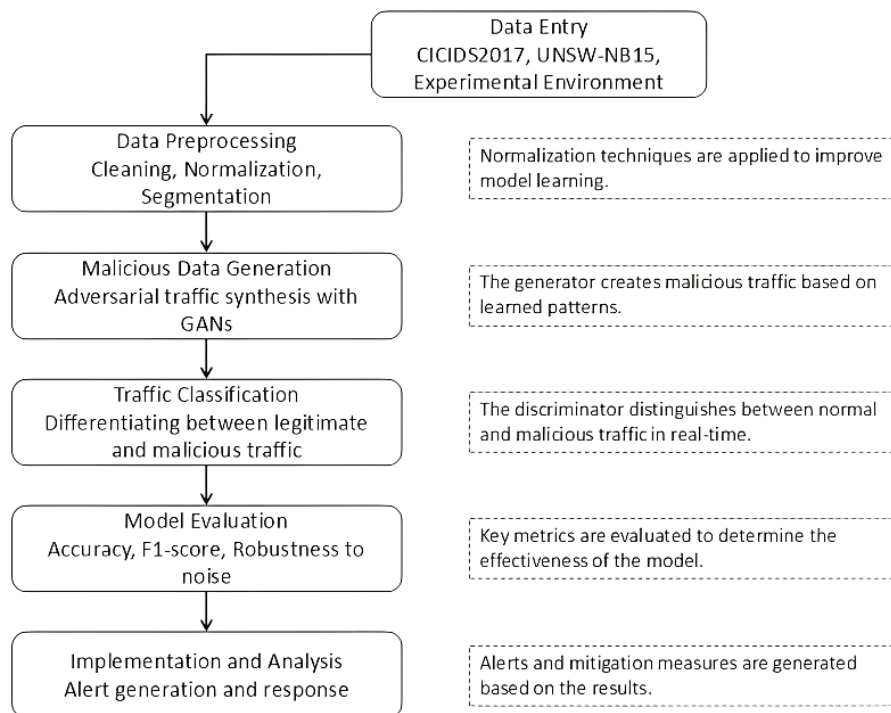 Data Entry
CICIDS2017, UNSW-NB15,
Experimental Environment
Data Preprocessing
Cleaning, Normalization,
Segmentation
Normalization techniques are applied to improve
model learning.
Malicious Data Generation
Adversarial traffic synthesis with
GANs
The generator creates malicious traffic based on
learned patterns.
Traffic Classification
Differentiating between legitimate
and malicious traffic
The discriminator distinguishes between normal
and malicious traffic in real-time.
Model Evaluation
Accuracy, F1-score, Robustness to
noise
Key metrics are evaluated to determine the
effectiveness of the model.
Implementation and Analysis
Alert generation and response
Alerts and mitigation measures are generated
based on the results.